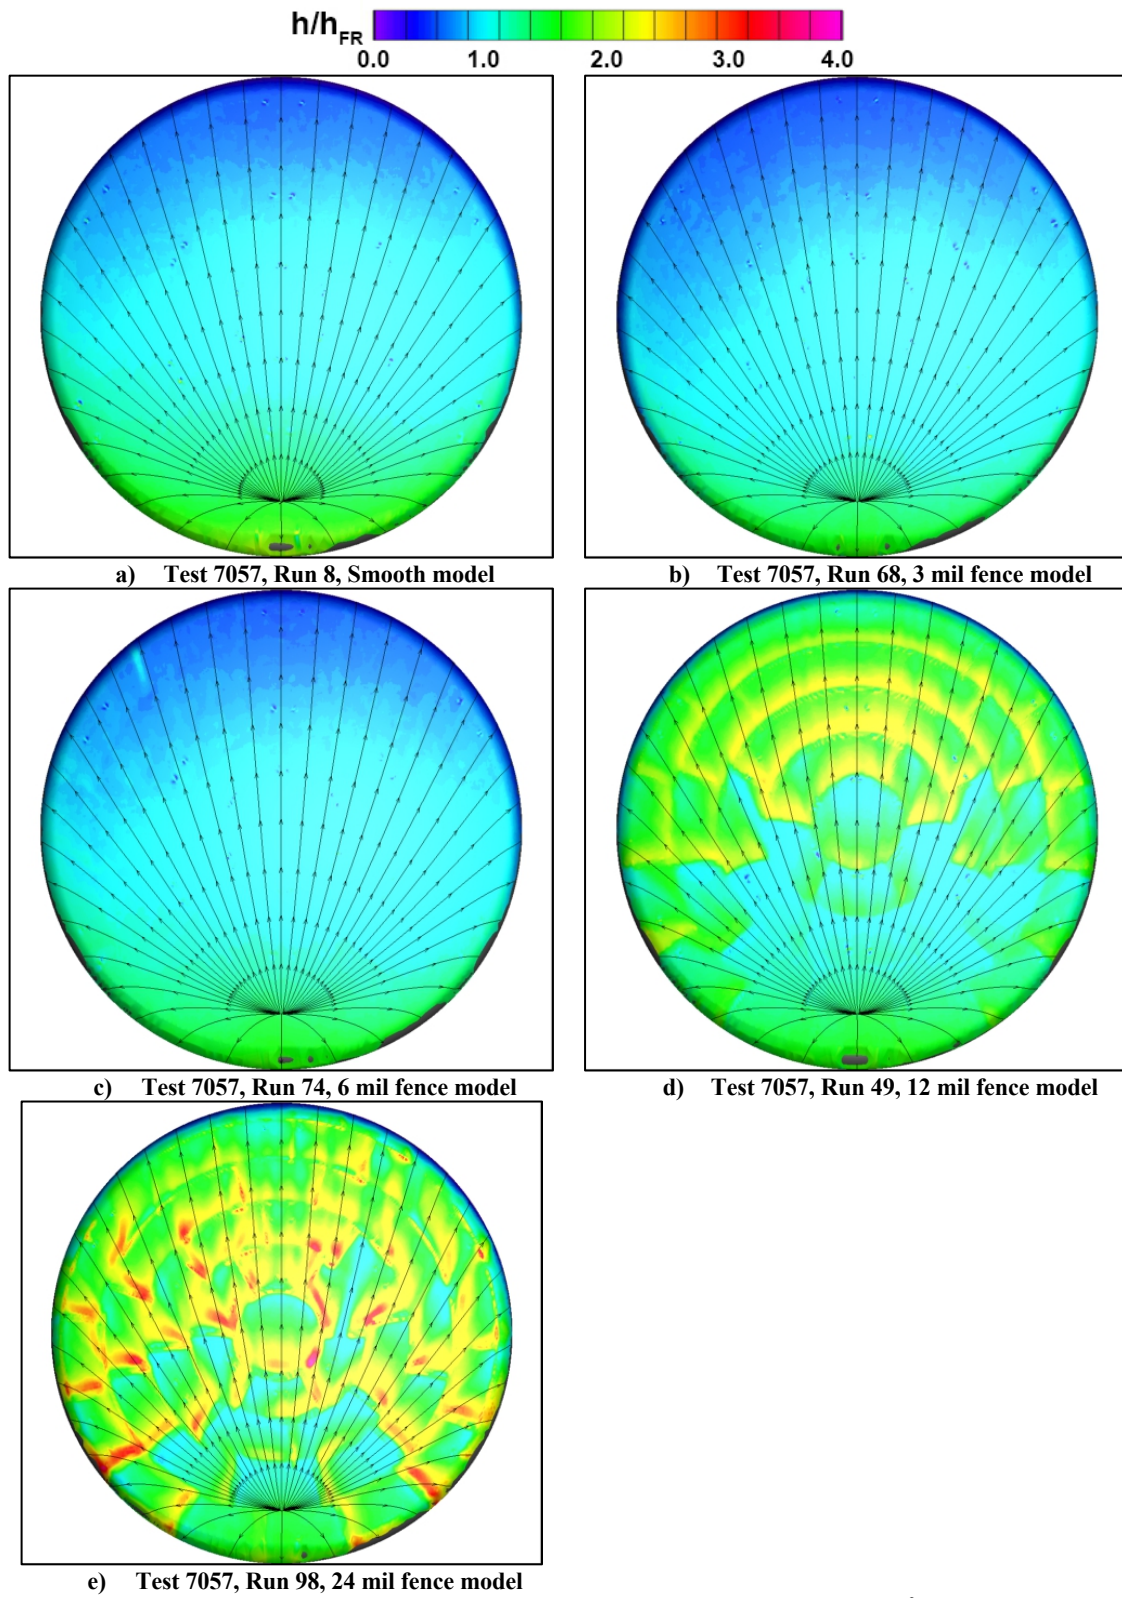 h/hFR
0.0 1.0 2.0 3.0 4.0
a) Test 7057, Run 8, Smooth model
b) Test 7057, Run 68, 3 mil fence model
c) Test 7057, Run 74, 6 mil fence model
d) Test 7057, Run 49, 12 mil fence model
e) Test 7057, Run 98, 24 mil fence model